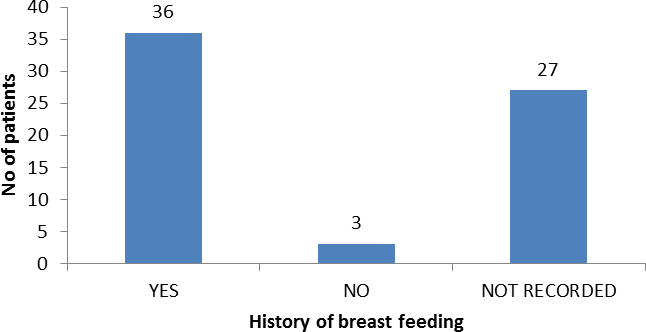 No of patients
40
35
30
25
20
15
10
5
0
36
3
27
YES
NO
NOT RECORDED
History of breast feeding